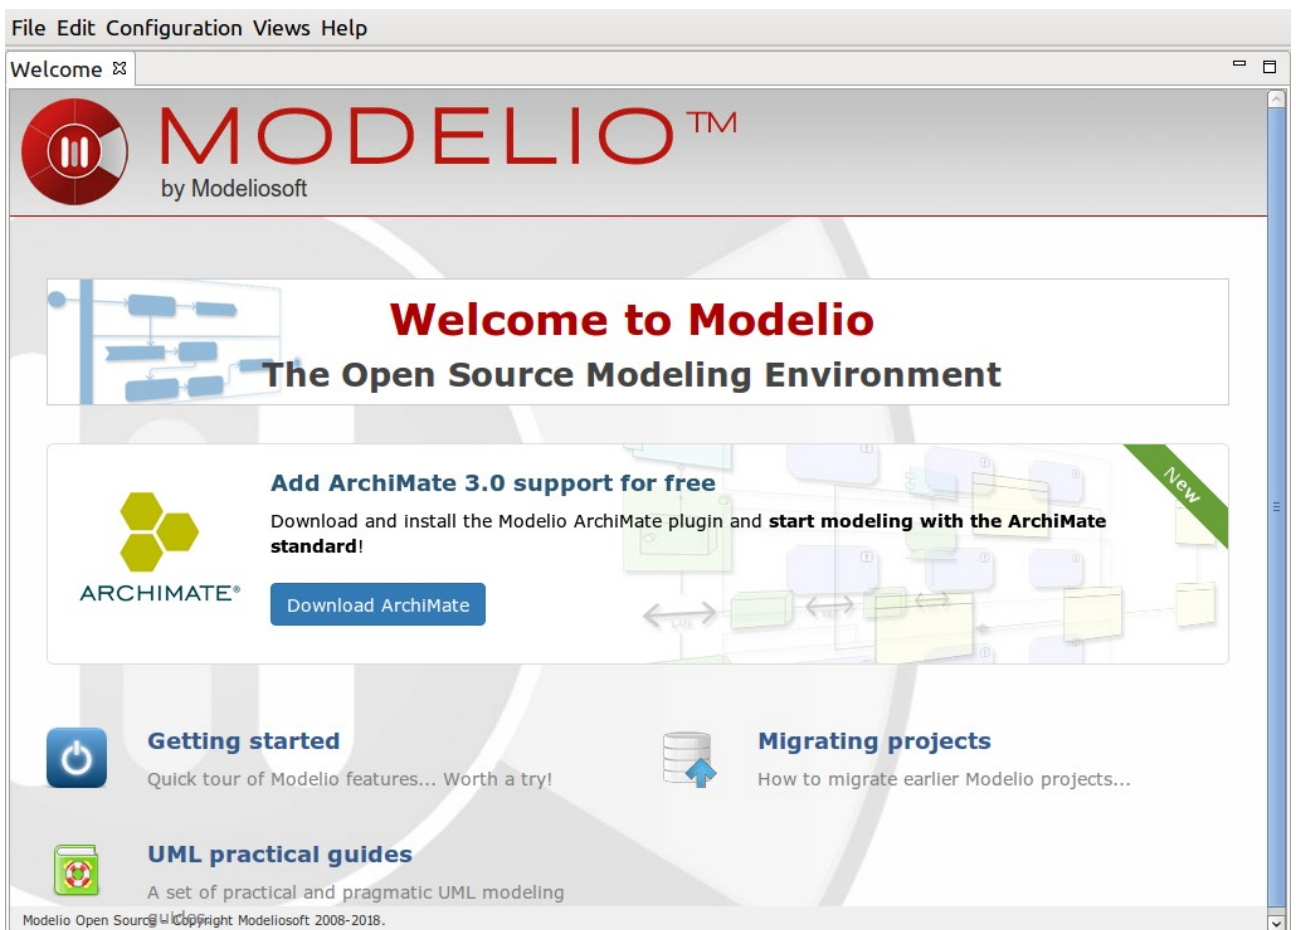 File Edit Configuration Views Help
Welcome
MODELIO™
by Modeliosoft
Welcome to Modelio
The Open Source Modeling Environment
New
Add ArchiMate 3.0 support for free
Download and install the Modelio ArchiMate plugin and start modeling with the ArchiMate
standard!
ARCHIMATE®
Download ArchiMate
LAN
Getting started
Quick tour of Modelio features... Worth a try!
Migrating projects
How to migrate earlier Modelio projects...
UML practical guides
A set of practical and pragmatic UML modeling
guides.
Modelio Open Source - Copyright Modeliosoft 2008-2018.